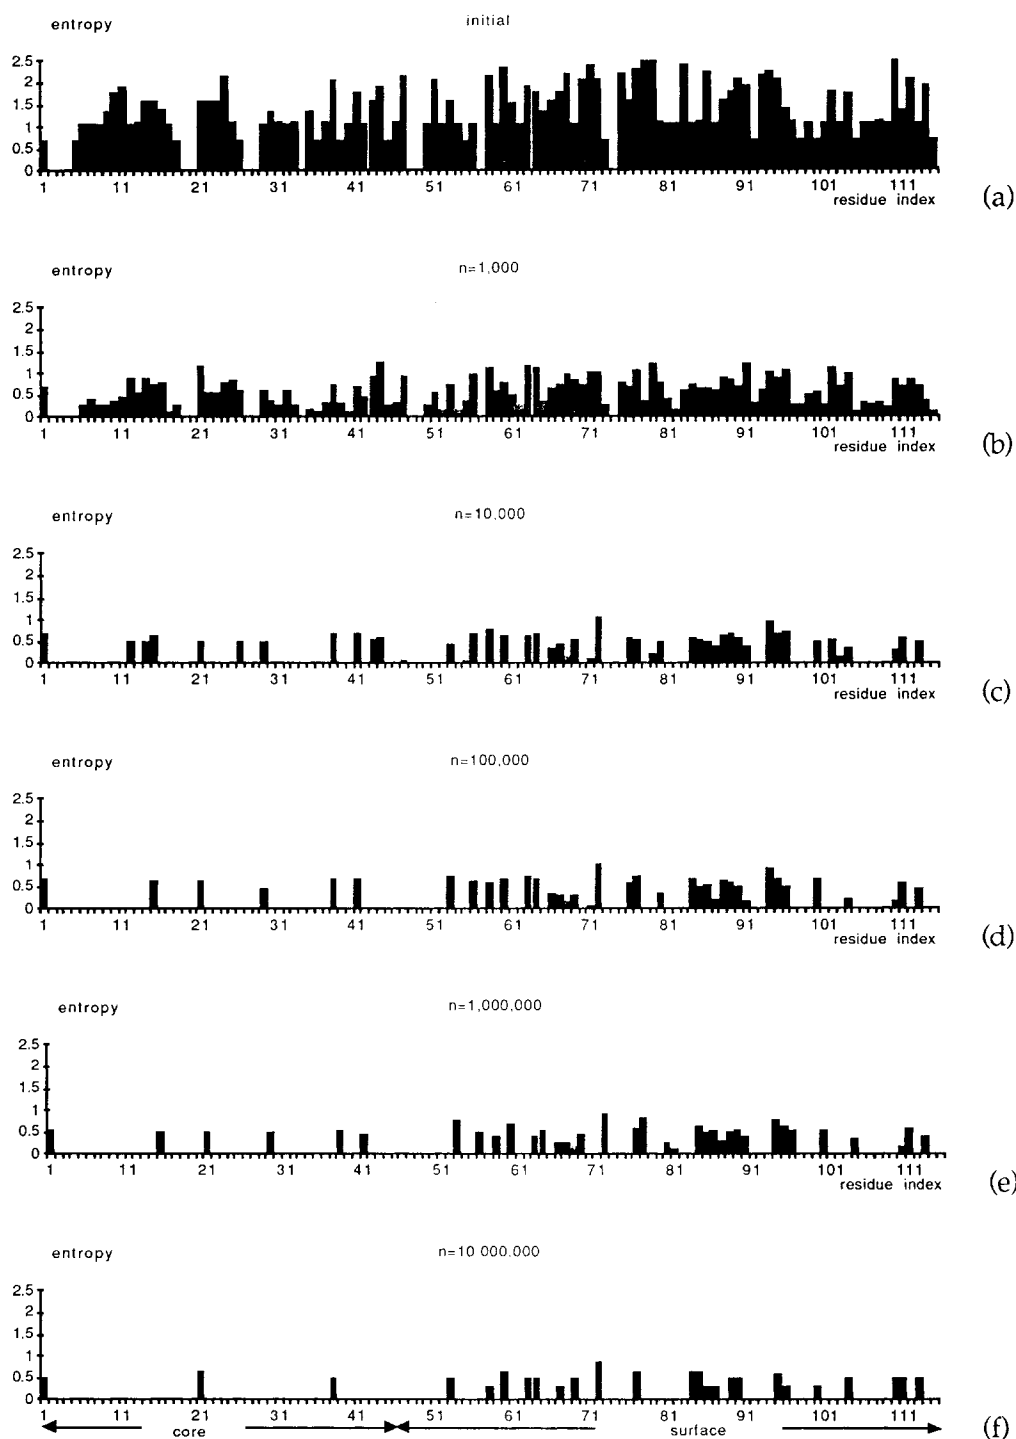 entropy initial
2.5
2
1.5
1
0.5
0
1 11 21 31 41 51 61 71 81 91 101 111
residue index
(a)
entropy n=1,000
2.5
2
1.5
1
0.5
0
1 11 21 31 41 51 61 71 81 91 101 111
residue index
(b)
entropy n=10,000
2.5
2
1.5
1
0.5
0
1 11 21 31 41 51 61 71 81 91 101 111
residue index
(c)
entropy n=100,000
2.5
2
1.5
1
0.5
0
1 11 21 31 41 51 61 71 81 91 101 111
residue index
(d)
entropy n=1,000,000
2.5
2
1.5
1
0.5
0
1 11 21 31 41 51 61 71 81 91 101 111
residue index
(e)
entropy n=10 000,000
2.5
2
1.5
1
0.5
0
1 11 21 31 41 51 61 71 81 91 101 111
core surface
(f)